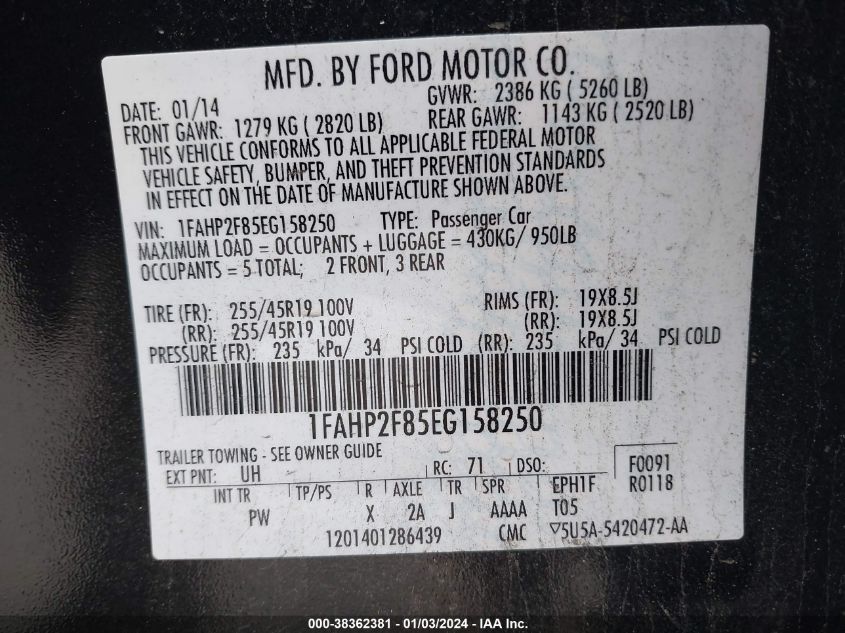 MFD. BY FORD MOTOR CO.
DATE: 01/14 GVWR: 2386 KG ( 5260 LB)
FRONT GAWR: 1279 KG ( 2820 LB) REAR GAWR: 1143 KG ( 2520 LB)
THIS VEHICLE CONFORMS TO ALL APPLICABLE FEDERAL MOTOR
VEHICLE SAFETY, BUMPER, AND THEFT PREVENTION STANDARDS
IN EFFECT ON THE DATE OF MANUFACTURE SHOWN ABOVE.
VIN: 1FAHP2F85EG158250 TYPE: Passenger Car
MAXIMUM LOAD = OCCUPANTS + LUGGAGE = 430KG/ 950LB
OCCUPANTS = 5 TOTAL; 2 FRONT, 3 REAR
TIRE (FR): 255/45R19 100V RIMS (FR): 19X8.5J
(RR): 255/45R19 100V (RR): 19X8.5J
PRESSURE (FR): 235 kPa/ 34 PSI COLD (RR): 235 kPa/ 34 PSI COLD
1FAHP2F85EG158250
TRAILER TOWING - SEE OWNER GUIDE
EXT PNT: UH RC: 71 DSO: F0091
INT TR TP/PS R AXLE TR SPR EPH1F R0118
PW X 2A J AAAA T05
1201401286439 CMC ▽5U5A-5420472-AA
000-38362381 - 01/03/2024 - IAA Inc.